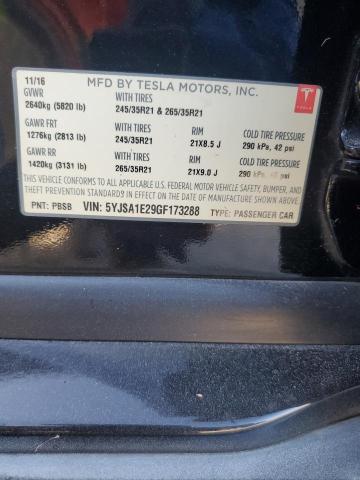 11/16 MFD BY TESLA MOTORS, INC.
GVWR WITH TIRES
2640kg (5820 lb) 245/35R21 & 265/35R21
GAWR FRT WITH TIRES RIM COLD TIRE PRESSURE
1276kg (2813 lb) 245/35R21 21X8.5 J 290 kPa, 42 psi
GAWR RR WITH TIRES RIM COLD TIRE PRESSURE
1420kg (3131 lb) 265/35R21 21X9.0 J 290 kPa, psi
THIS VEHICLE CONFORMS TO ALL APPLICABLE U.S. FEDERAL MOTOR VEHICLE SAFETY, BUMPER, AND
THEFT PREVENTION STANDARDS IN EFFECT ON THE DATE OF MANUFACTURE SHOWN ABOVE.
PNT: PBSB VIN: 5YJSA1E29GF173288 TYPE: PASSENGER CAR
TESLA